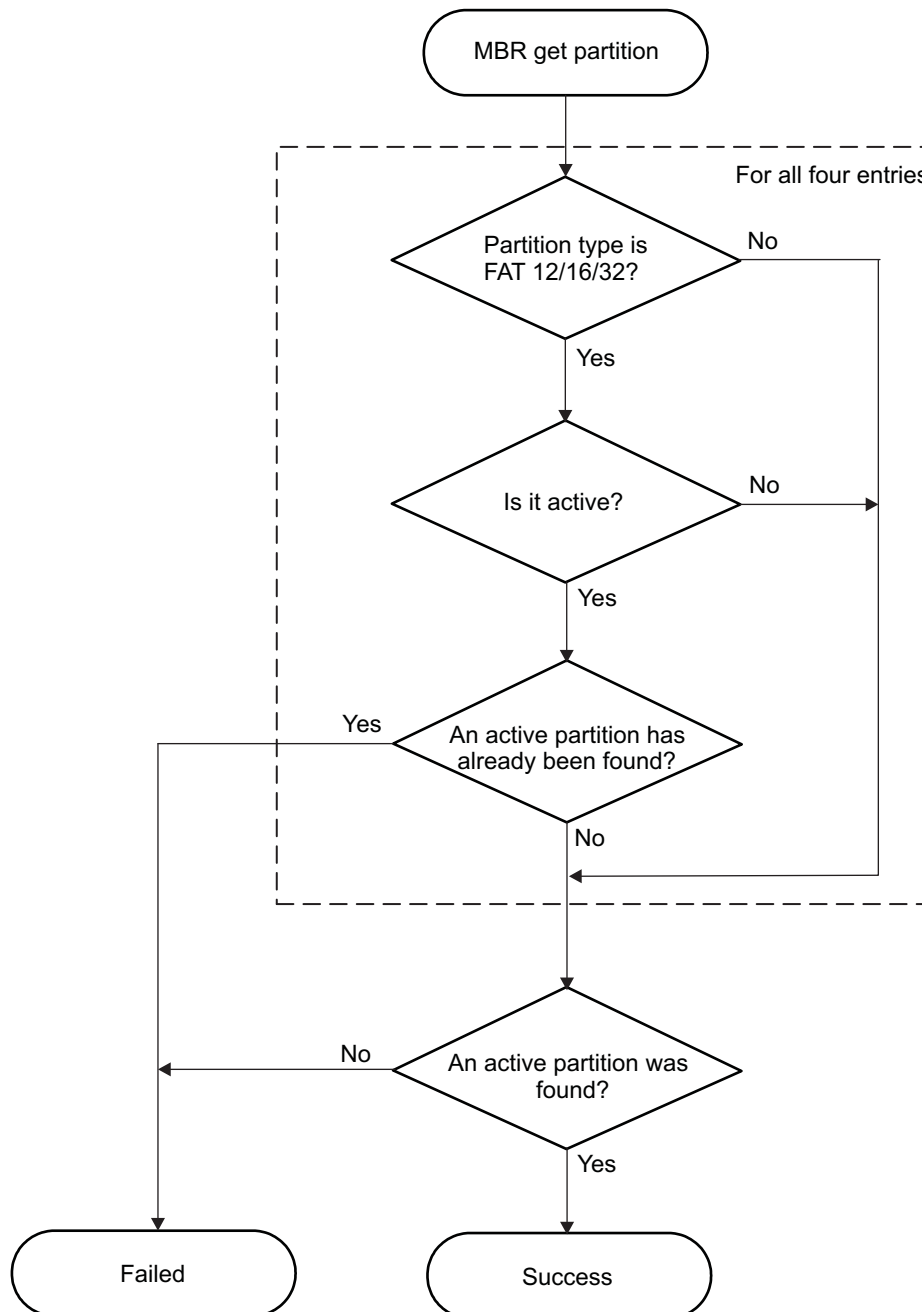 MBR get partition
For all four entries
Partition type is
FAT 12/16/32?
No
Yes
Is it active?
No
Yes
Yes
An active partition has
already been found?
No
No
An active partition was
found?
Yes
Failed
Success